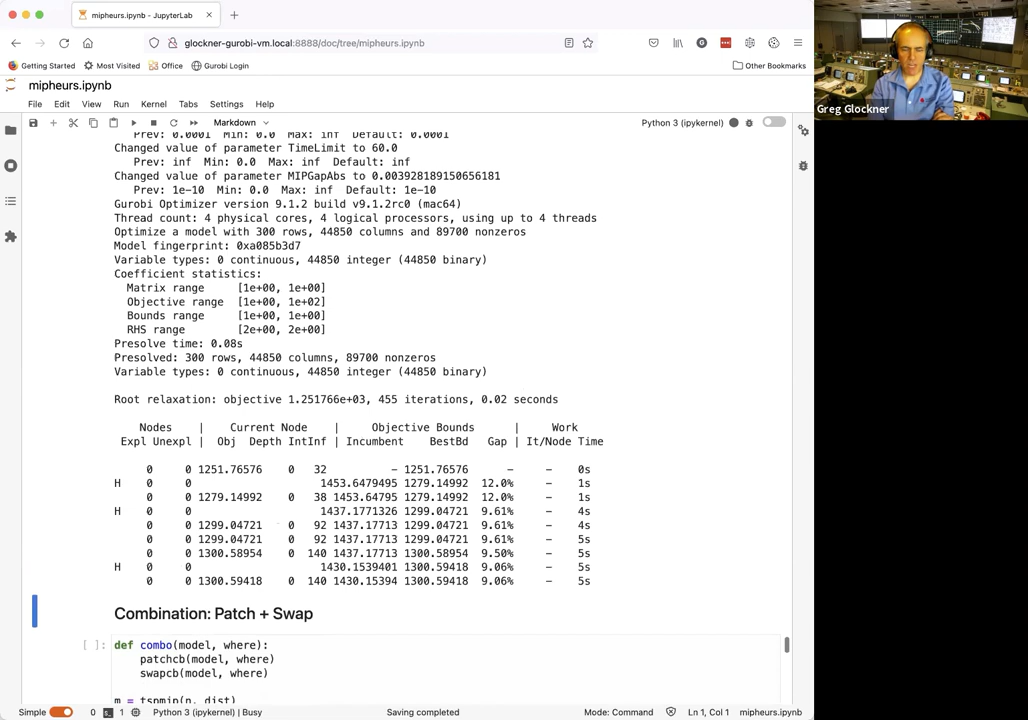 mipheurs.ipynb - JupyterLab
glockner-gurobi-vm.local:8888/doc/tree/mipheurs.ipynb
Getting Started Most Visited Office Gurobi Login Other Bookmarks
mipheurs.ipynb
File Edit View Run Kernel Tabs Settings Help
Markdown Python 3 (ipykernel)
Prev: 0.0001 Min: 0.0 Max: inf Default: 0.0001
Changed value of parameter TimeLimit to 60.0
Prev: inf Min: 0.0 Max: inf Default: inf
Changed value of parameter MIPGapAbs to 0.003928189150656181
Prev: 1e-10 Min: 0.0 Max: inf Default: 1e-10
Gurobi Optimizer version 9.1.2 build v9.1.2rc0 (mac64)
Thread count: 4 physical cores, 4 logical processors, using up to 4 threads
Optimize a model with 300 rows, 44850 columns and 89700 nonzeros
Model fingerprint: 0xa085b3d7
Variable types: 0 continuous, 44850 integer (44850 binary)
Coefficient statistics:
Matrix range [1e+00, 1e+00]
Objective range [1e+00, 1e+02]
Bounds range [1e+00, 1e+00]
RHS range [2e+00, 2e+00]
Presolve time: 0.08s
Presolved: 300 rows, 44850 columns, 89700 nonzeros
Variable types: 0 continuous, 44850 integer (44850 binary)
Root relaxation: objective 1.251766e+03, 455 iterations, 0.02 seconds
Nodes | Current Node | Objective Bounds | Work
Expl Unexpl | Obj Depth IntInf | Incumbent BestBd Gap | It/Node Time
0 0 1251.76576 0 32 - 1251.76576 - - 0s
H 0 0 1453.6479495 1279.14992 12.0% - 1s
0 0 1279.14992 0 38 1453.64795 1279.14992 12.0% - 1s
H 0 0 1437.1771326 1299.04721 9.61% - 4s
0 0 1299.04721 0 92 1437.17713 1299.04721 9.61% - 4s
0 0 1299.04721 0 92 1437.17713 1299.04721 9.61% - 5s
0 0 1300.58954 0 140 1437.17713 1300.58954 9.50% - 5s
H 0 0 1430.1539401 1300.59418 9.06% - 5s
0 0 1300.59418 0 140 1430.15394 1300.59418 9.06% - 5s
Combination: Patch + Swap
[ ]: def combo(model, where):
patchcb(model, where)
swapcb(model, where)
m = tspmip(n, dist)
Simple 0 1 Python 3 (ipykernel) | Busy Saving completed Mode: Command Ln 1, Col 1 mipheurs.ipynb
Greg Glockner